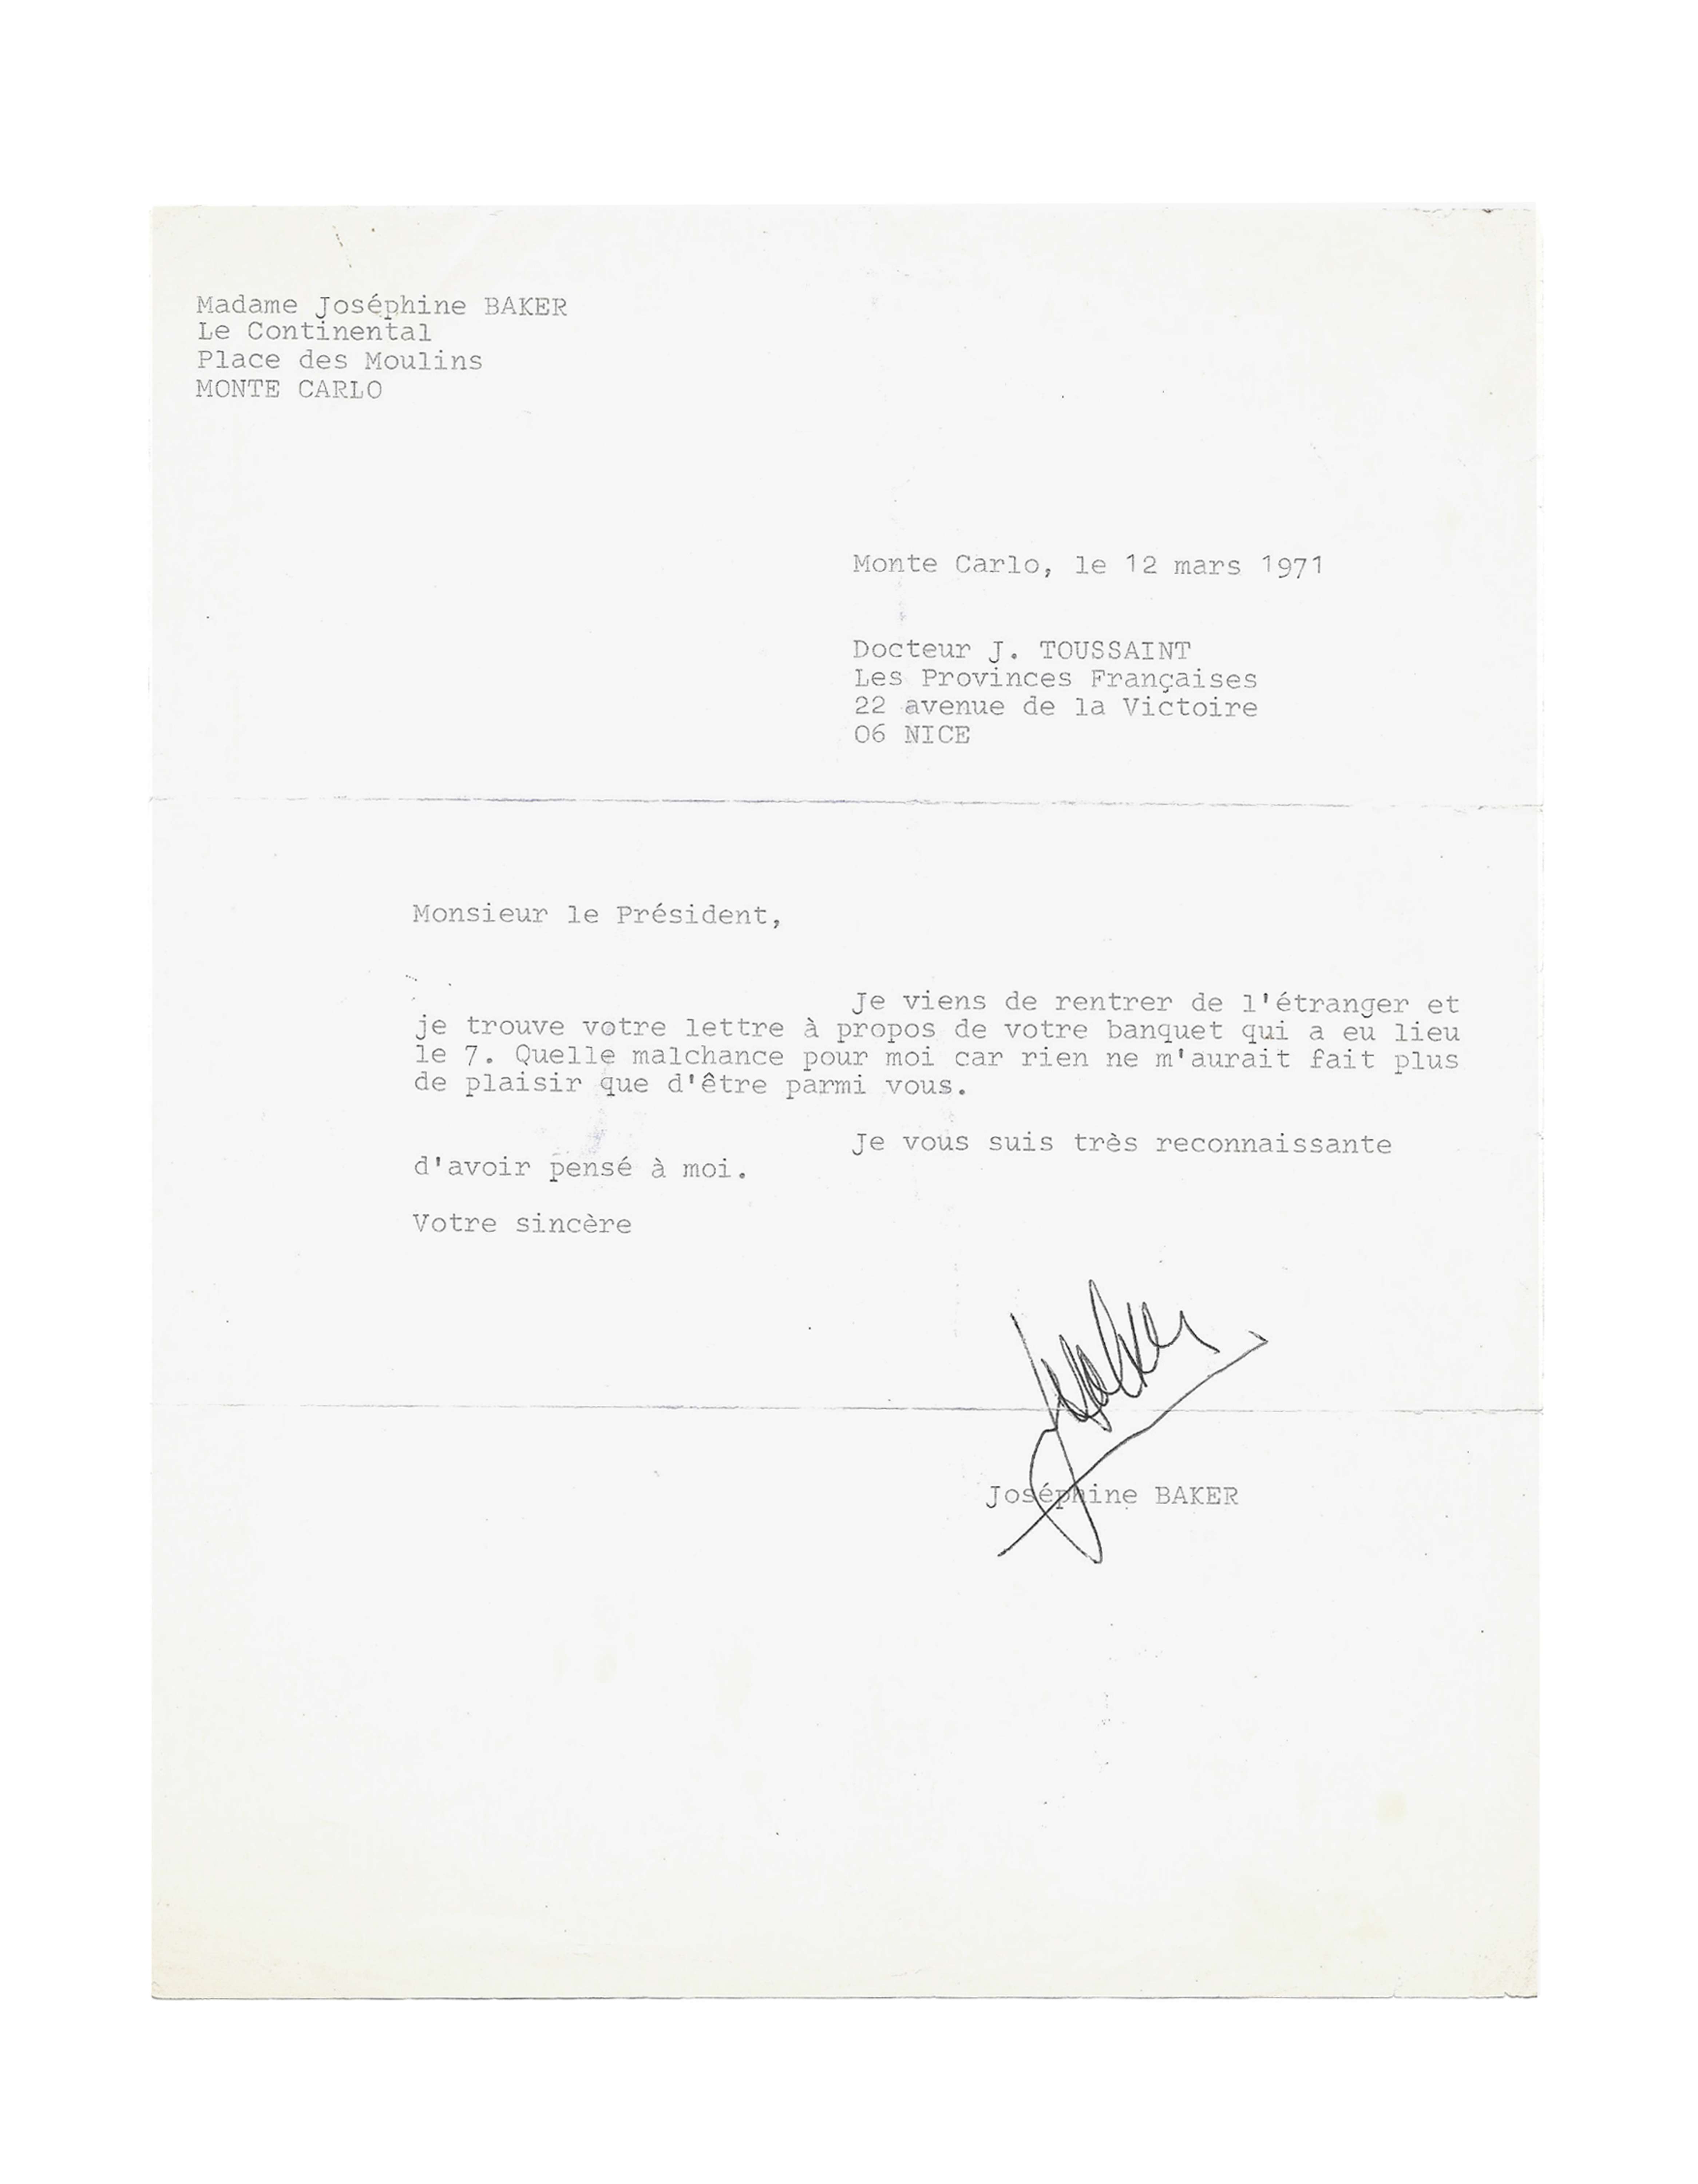 Madame Joséphine BAKER
Le Continental
Place des Moulins
MONTE CARLO
Monte Carlo, le 12 mars 1971
Docteur J. TOUSSAINT
Les Provinces Françaises
22 avenue de la Victoire
06 NICE
Monsieur le Président,
Je viens de rentrer de l'étranger et
je trouve votre lettre à propos de votre banquet qui a eu lieu
le 7. Quelle malchance pour moi car rien ne m'aurait fait plus
de plaisir que d'être parmi vous.
Je vous suis très reconnaissante
d'avoir pensé à moi.
Votre sincère
Joséphine BAKER